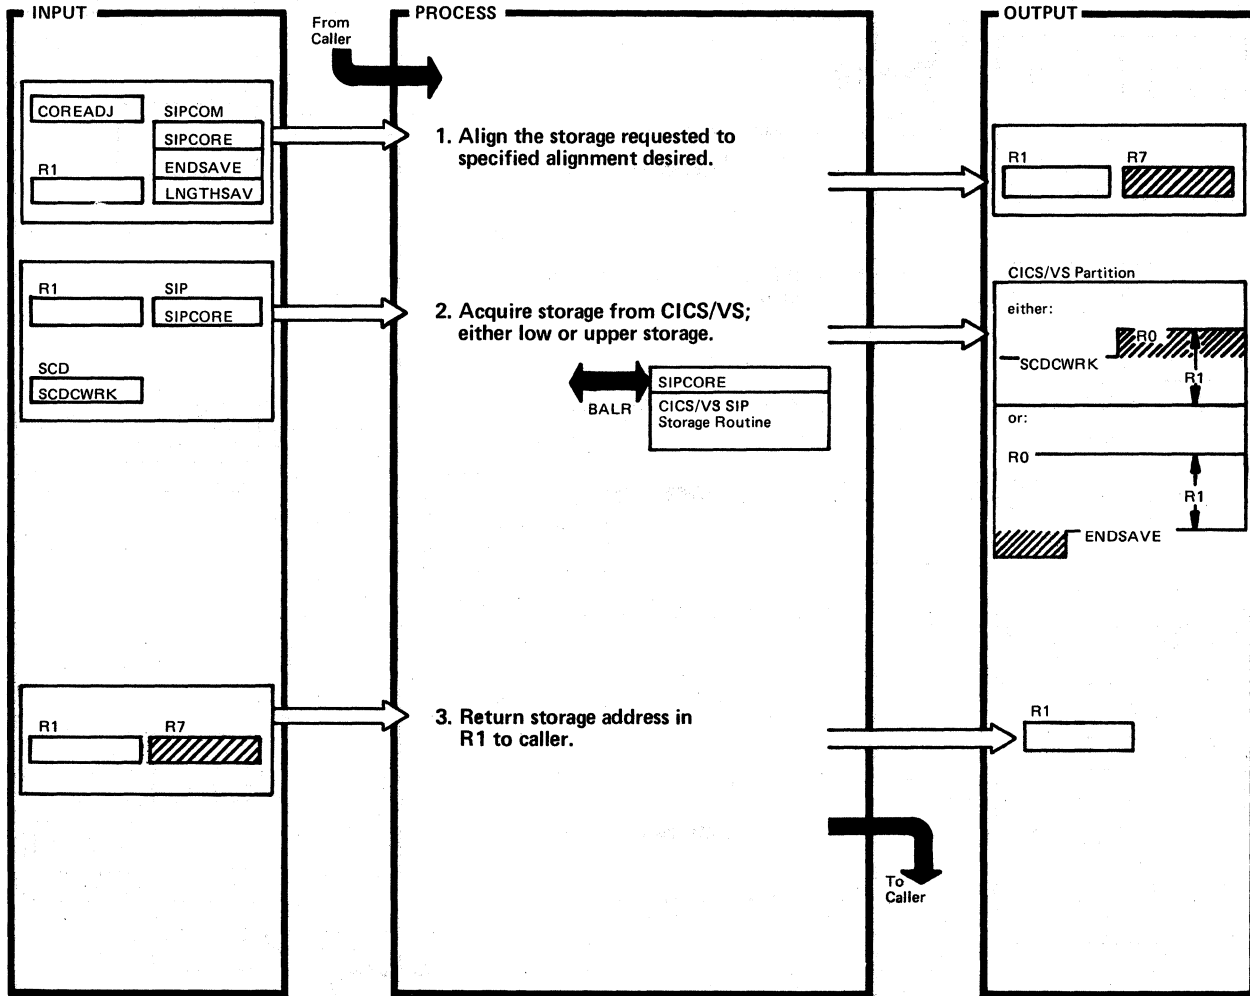 INPUT
From
Caller
PROCESS
OUTPUT
COREADJ
SIPCOM
SIPCORE
ENDSAVE
LNGTHSAV
R1
1. Align the storage requested to
specified alignment desired.
R1
R7
R1
SIP
SIPCORE
SCD
SCDCWRK
2. Acquire storage from CICS/VS;
either low or upper storage.
BALR
SIPCORE
CICS/VS SIP
Storage Routine
CICS/VS Partition
either:
R0
SCDCWRK
R1
or:
R0
R1
ENDSAVE
R1
R7
3. Return storage address in
R1 to caller.
R1
To
Caller